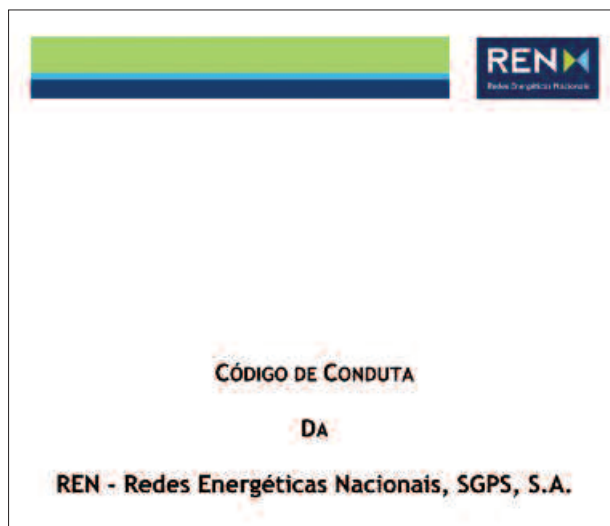 REN
Redes Energéticas Nacionais
CÓDIGO DE CONDUTA
DA
REN - Redes Energéticas Nacionais, SGPS, S.A.